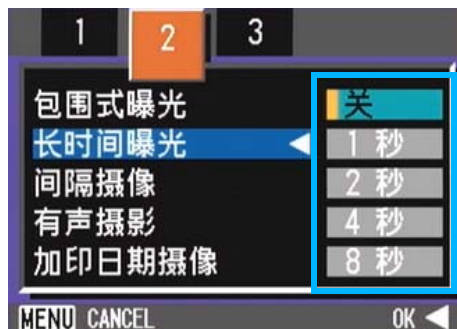 1 2 3
包围式曝光 关
长时间曝光 1 秒
间隔摄像 2 秒
有声摄影 4 秒
加印日期摄像 8 秒
MENU CANCEL OK